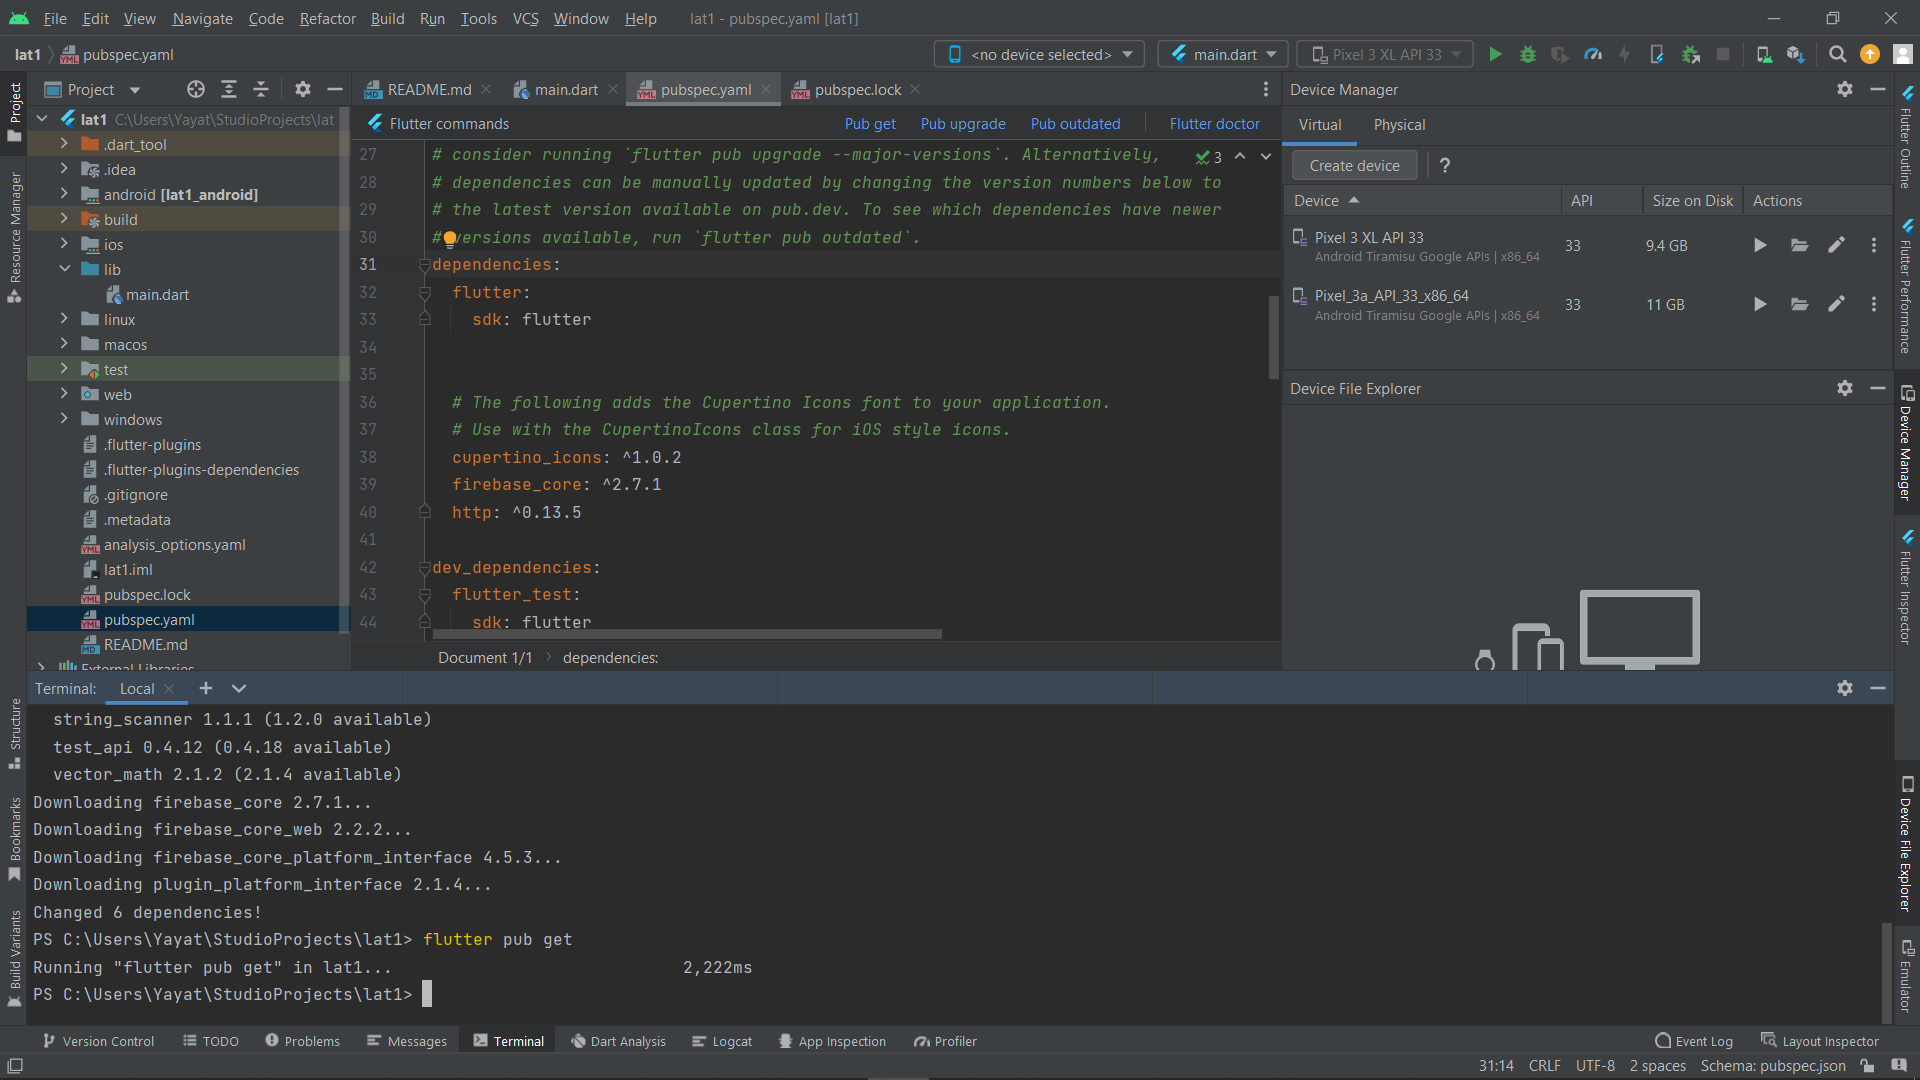 File Edit View Navigate Code Refactor Build Run Tools VCS Window Help lat1 - pubspec.yaml [lat1]
lat1 pubspec.yaml <no device selected> main.dart Pixel 3 XL API 33
Project
README.md main.dart pubspec.yaml pubspec.lock
Device Manager
lat1 C:\Users\Yayat\StudioProjects\lat
.dart_tool
.idea
android [lat1_android]
build
ios
lib
main.dart
linux
macos
test
web
windows
.flutter-plugins
.flutter-plugins-dependencies
.gitignore
.metadata
analysis_options.yaml
lat1.iml
pubspec.lock
pubspec.yaml
README.md
External Libraries
Flutter commands Pub get Pub upgrade Pub outdated Flutter doctor
3
27 # consider running `flutter pub upgrade --major-versions`. Alternatively,
28 # dependencies can be manually updated by changing the version numbers below to
29 # the latest version available on pub.dev. To see which dependencies have newer
30 # versions available, run `flutter pub outdated`.
31 dependencies:
32 flutter:
33 sdk: flutter
34
35
36 # The following adds the Cupertino Icons font to your application.
37 # Use with the CupertinoIcons class for iOS style icons.
38 cupertino_icons: ^1.0.2
39 firebase_core: ^2.7.1
40 http: ^0.13.5
41
42 dev_dependencies:
43 flutter_test:
44 sdk: flutter
Document 1/1 dependencies:
Virtual Physical
Create device ?
Device API Size on Disk Actions
Pixel 3 XL API 33 33 9.4 GB
Android Tiramisu Google APIs | x86_64
Pixel_3a_API_33_x86_64 33 11 GB
Android Tiramisu Google APIs | x86_64
Device File Explorer
Project
Resource Manager
Structure
Bookmarks
Build Variants
Flutter Outline
Flutter Performance
Device Manager
Flutter Inspector
Device File Explorer
Emulator
Terminal: Local
string_scanner 1.1.1 (1.2.0 available)
test_api 0.4.12 (0.4.18 available)
vector_math 2.1.2 (2.1.4 available)
Downloading firebase_core 2.7.1...
Downloading firebase_core_web 2.2.2...
Downloading firebase_core_platform_interface 4.5.3...
Downloading plugin_platform_interface 2.1.4...
Changed 6 dependencies!
PS C:\Users\Yayat\StudioProjects\lat1> flutter pub get
Running "flutter pub get" in lat1... 2,222ms
PS C:\Users\Yayat\StudioProjects\lat1>
Version Control TODO Problems Messages Terminal Dart Analysis Logcat App Inspection Profiler Event Log Layout Inspector
31:14 CRLF UTF-8 2 spaces Schema: pubspec.json